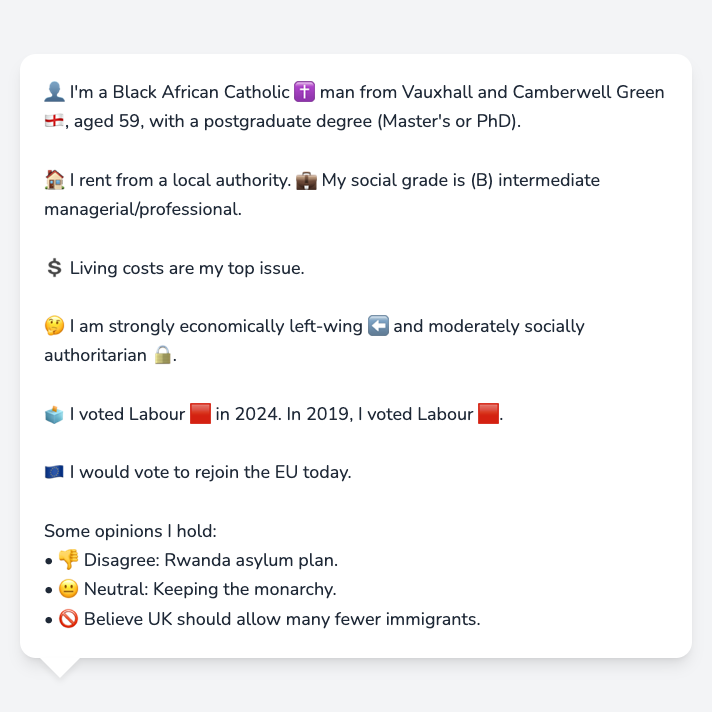 👤 I'm a Black African Catholic ✝️ man from Vauxhall and Camberwell Green
🏴󠁧󠁢󠁥󠁮󠁧󠁿, aged 59, with a postgraduate degree (Master's or PhD).
🏠 I rent from a local authority. 💼 My social grade is (B) intermediate
managerial/professional.
💲 Living costs are my top issue.
🤔 I am strongly economically left-wing ⬅️ and moderately socially
authoritarian 🔒.
🗳️ I voted Labour 🟥 in 2024. In 2019, I voted Labour 🟥.
🇪🇺 I would vote to rejoin the EU today.
Some opinions I hold:
• 👎 Disagree: Rwanda asylum plan.
• 😐 Neutral: Keeping the monarchy.
• 🚫 Believe UK should allow many fewer immigrants.